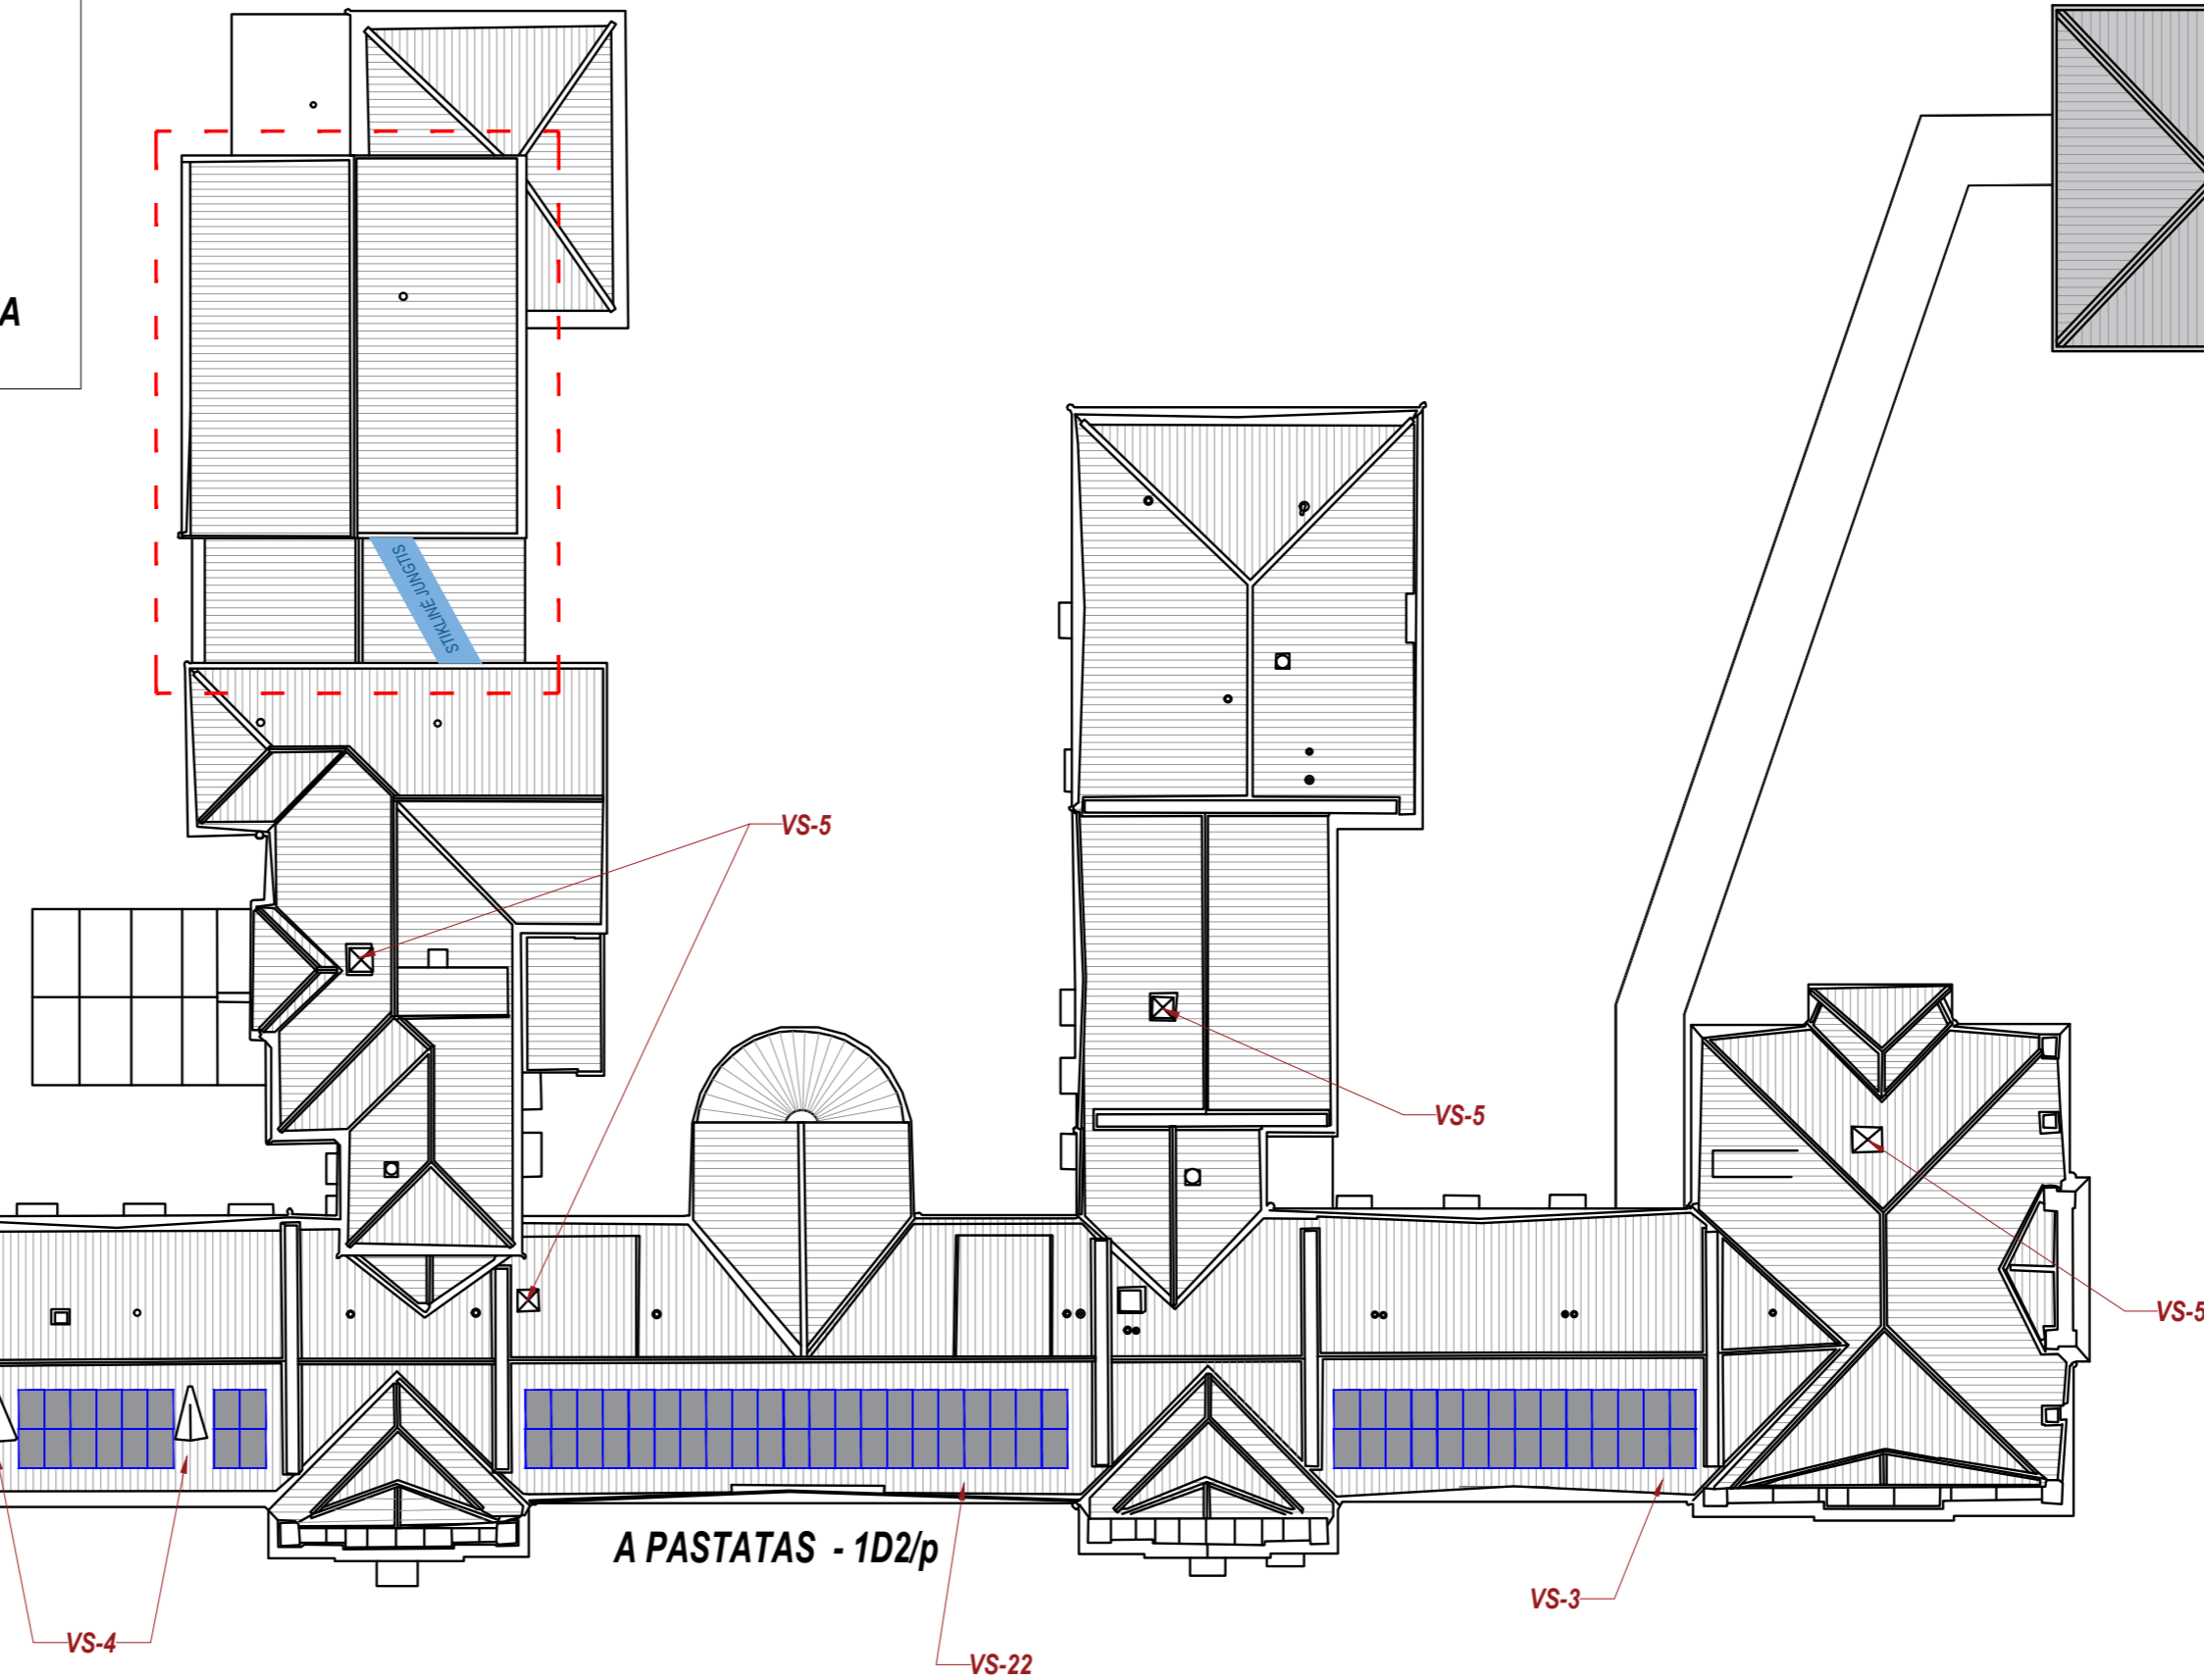 A
STIKLINĖ JUNGTIS
VS-5
VS-5
VS-5
A PASTATAS - 1D2/p
VS-3
VS-4
VS-22